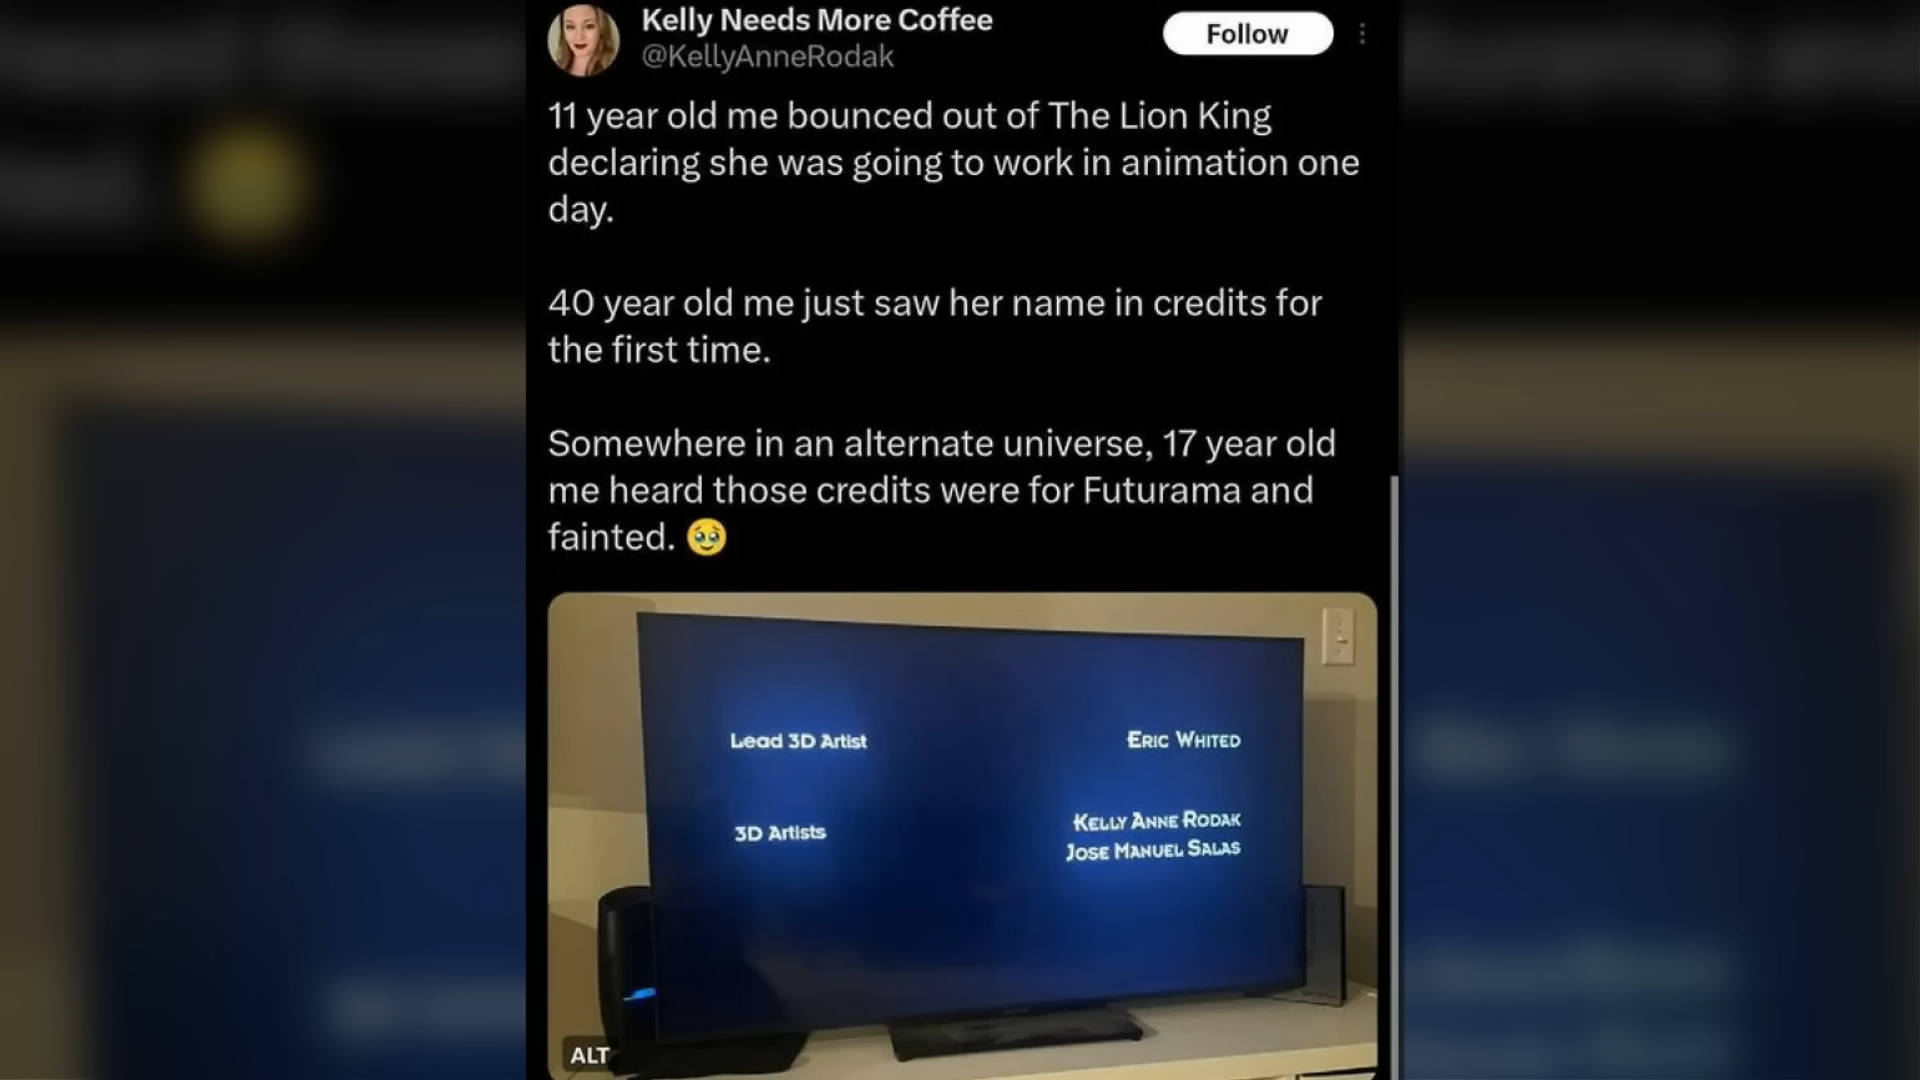 Kelly Needs More Coffee
@KellyAnneRodak
Follow
11 year old me bounced out of The Lion King
declaring she was going to work in animation one
day.
40 year old me just saw her name in credits for
the first time.
Somewhere in an alternate universe, 17 year old
me heard those credits were for Futurama and
fainted. 🥹
Lead 3D Artist
Eric Whited
3D Artists
Kelly Anne Rodak
Jose Manuel Salas
ALT